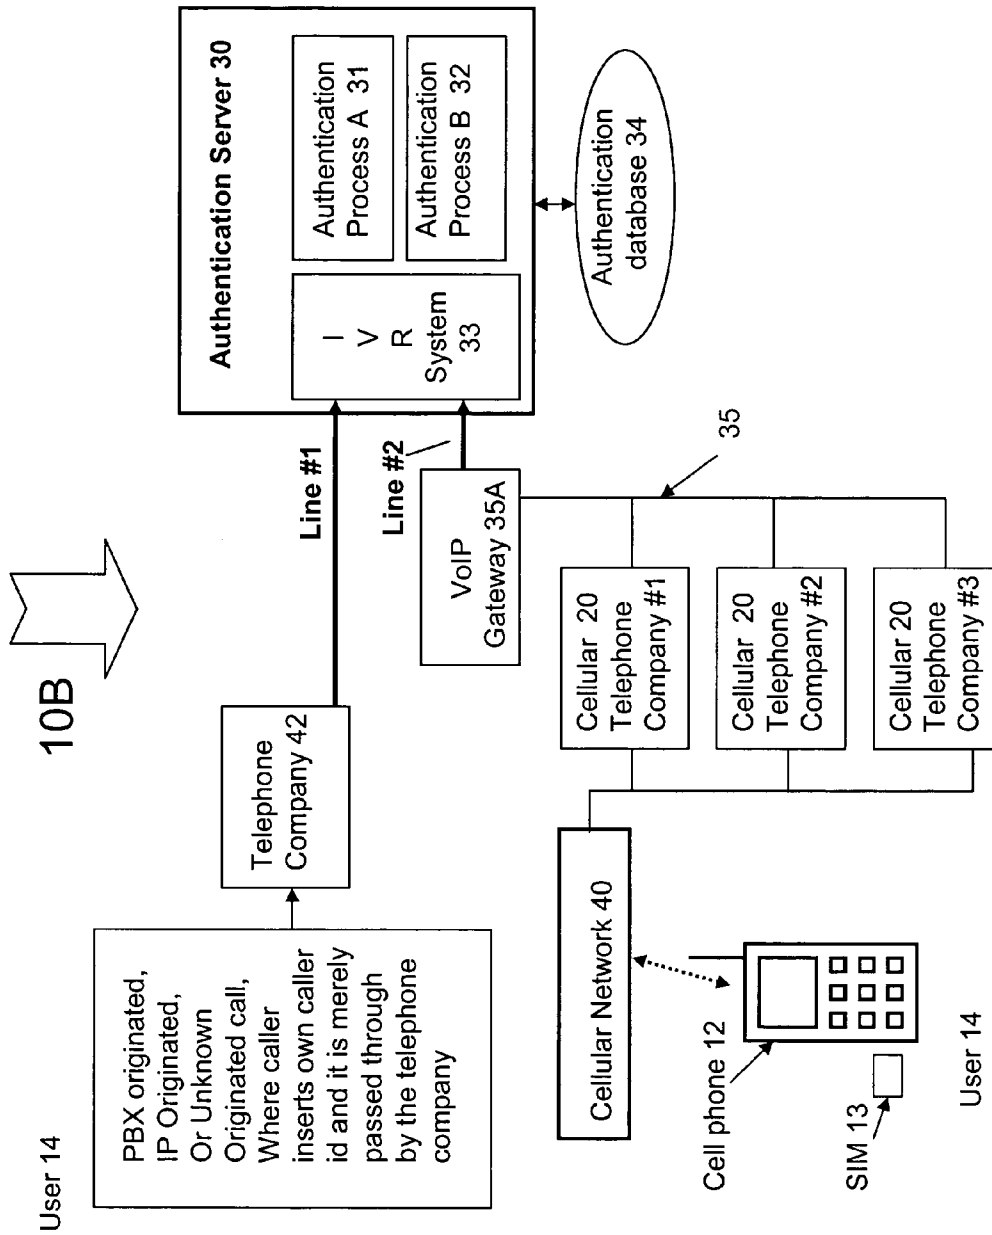 10B
Authentication Server 30
Authentication
Process A 31
Authentication
Process B 32
I
V
R
System
33
Authentication
database 34
Line #1
Line #2
VoIP
Gateway 35A
35
Telephone
Company 42
User 14
PBX originated,
IP Originated,
Or Unknown
Originated call,
Where caller
inserts own caller
id and it is merely
passed through
by the telephone
company
Cellular 20
Telephone
Company #1
Cellular 20
Telephone
Company #2
Cellular 20
Telephone
Company #3
Cellular Network 40
Cell phone 12
SIM 13
User 14